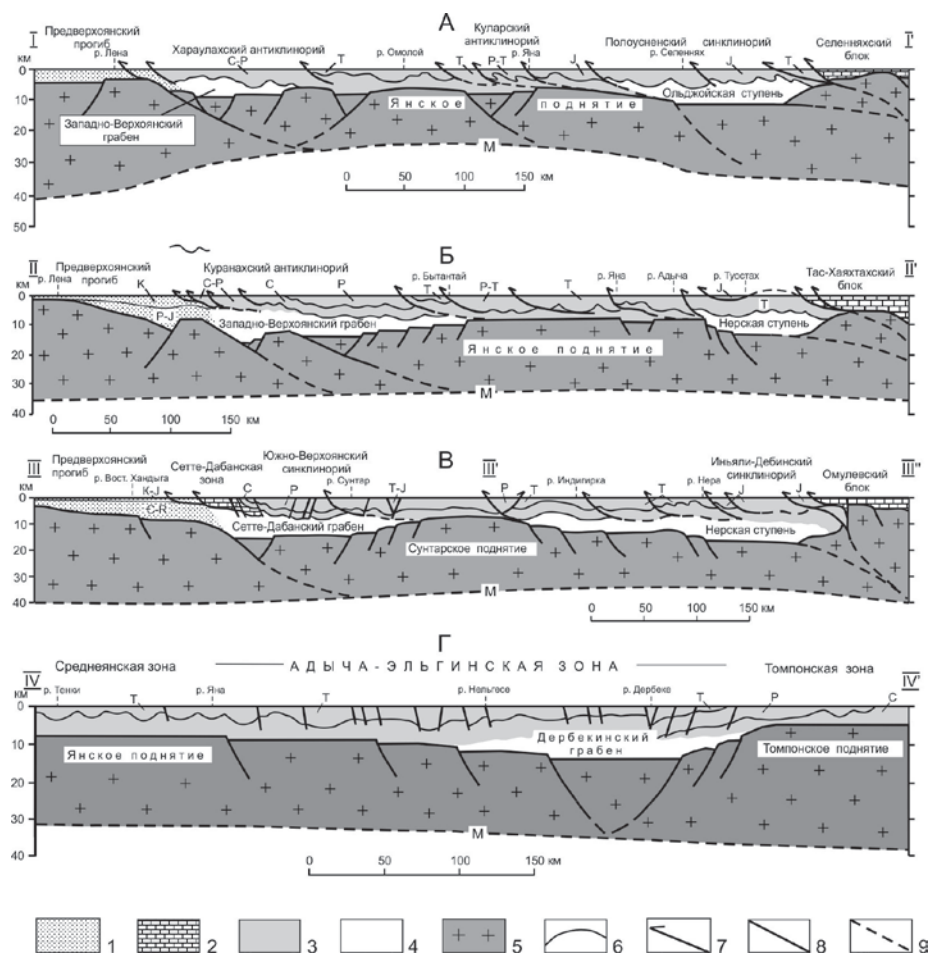 А
I Предверхоянский прогиб Хараулахский антиклинорий Куларский антиклинорий Полоусненский синклинорий Селенняхский блок I'
р. Лена С-Р Т р. Омолой Т Р-Т р. Яна J р. Селеннях J Т
км
0
10
20
30
40
50
Западно-Верхоянский грабен
Янское поднятие
Ольджойская ступень
М
0 50 100 150 км
Б
II Предверхоянский прогиб Куранахский антиклинорий Тас-Хаяхтахский блок II'
р. Лена К С-Р С Р р. Бытантай Т Р-Т Т р. Яна р. Адыча р. Туостах J Т
км
0
10
20
30
40
Р-J
Западно-Верхоянский грабен
Янское поднятие
Нерская ступень
М
0 50 100 150 км
В
III Предверхоянский прогиб Сетте-Дабанская зона Южно-Верхоянский синклинорий III' Иньяли-Дебинский синклинорий Омулевский блок III"
р. Вост. Хандыга К-J С Р р. Сунтар Т-J Р Т р. Индигирка Т р. Нера J J
км
0
10
20
30
40
Є-R
Сетте-Дабанский грабен
Сунтарское поднятие
Нерская ступень
М
0 50 100 150 км
Г
Среднеянская зона АДЫЧА-ЭЛЬГИНСКАЯ ЗОНА Томпонская зона
IV р. Тенки Т р. Яна Т р. Нельгесе р. Дербеке Т Р С IV'
км
0
10
20
30
40
Янское поднятие
Дербекинский грабен
Томпонское поднятие
М
0 50 100 150 км
1 2 3 4 5 6 7 8 9